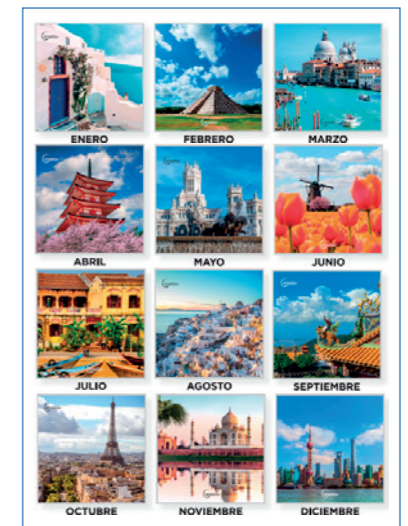 ENERO
FEBRERO
MARZO
ABRIL
MAYO
JUNIO
JULIO
AGOSTO
SEPTIEMBRE
OCTUBRE
NOVIEMBRE
DICIEMBRE